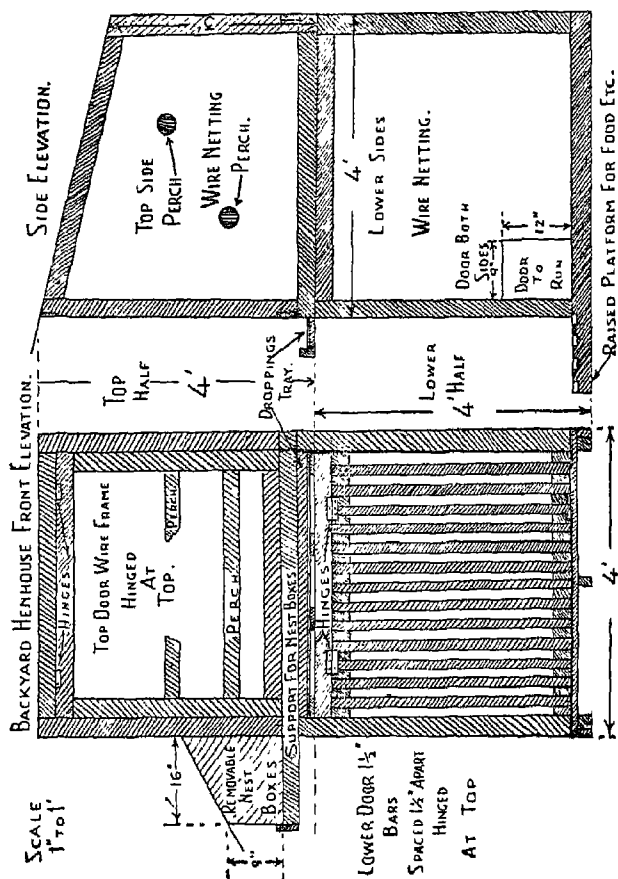 BACKYARD HENHOUSE FRONT ELEVATION.
SIDE ELEVATION.
SCALE
1" TO 1'
HINGES
TOP DOOR WIRE FRAME
HINGED
AT
TOP.
PERCH
PERCH
16"
REMOVABLE
NEST
BOXES
SUPPORT FOR NEST BOXES
HINGES
LOWER DOOR 1½"
BARS
SPACED 1½" APART
HINGED
AT TOP
4'
TOP
HALF
4'
DROPPINGS
TRAY.
LOWER
4' HALF
TOP SIDE
PERCH
WIRE NETTING
PERCH.
4'
LOWER SIDES
WIRE NETTING.
DOOR BOTH
SIDES
9"
DOOR
TO
RUN
12"
RAISED PLATFORM FOR FOOD ETC.